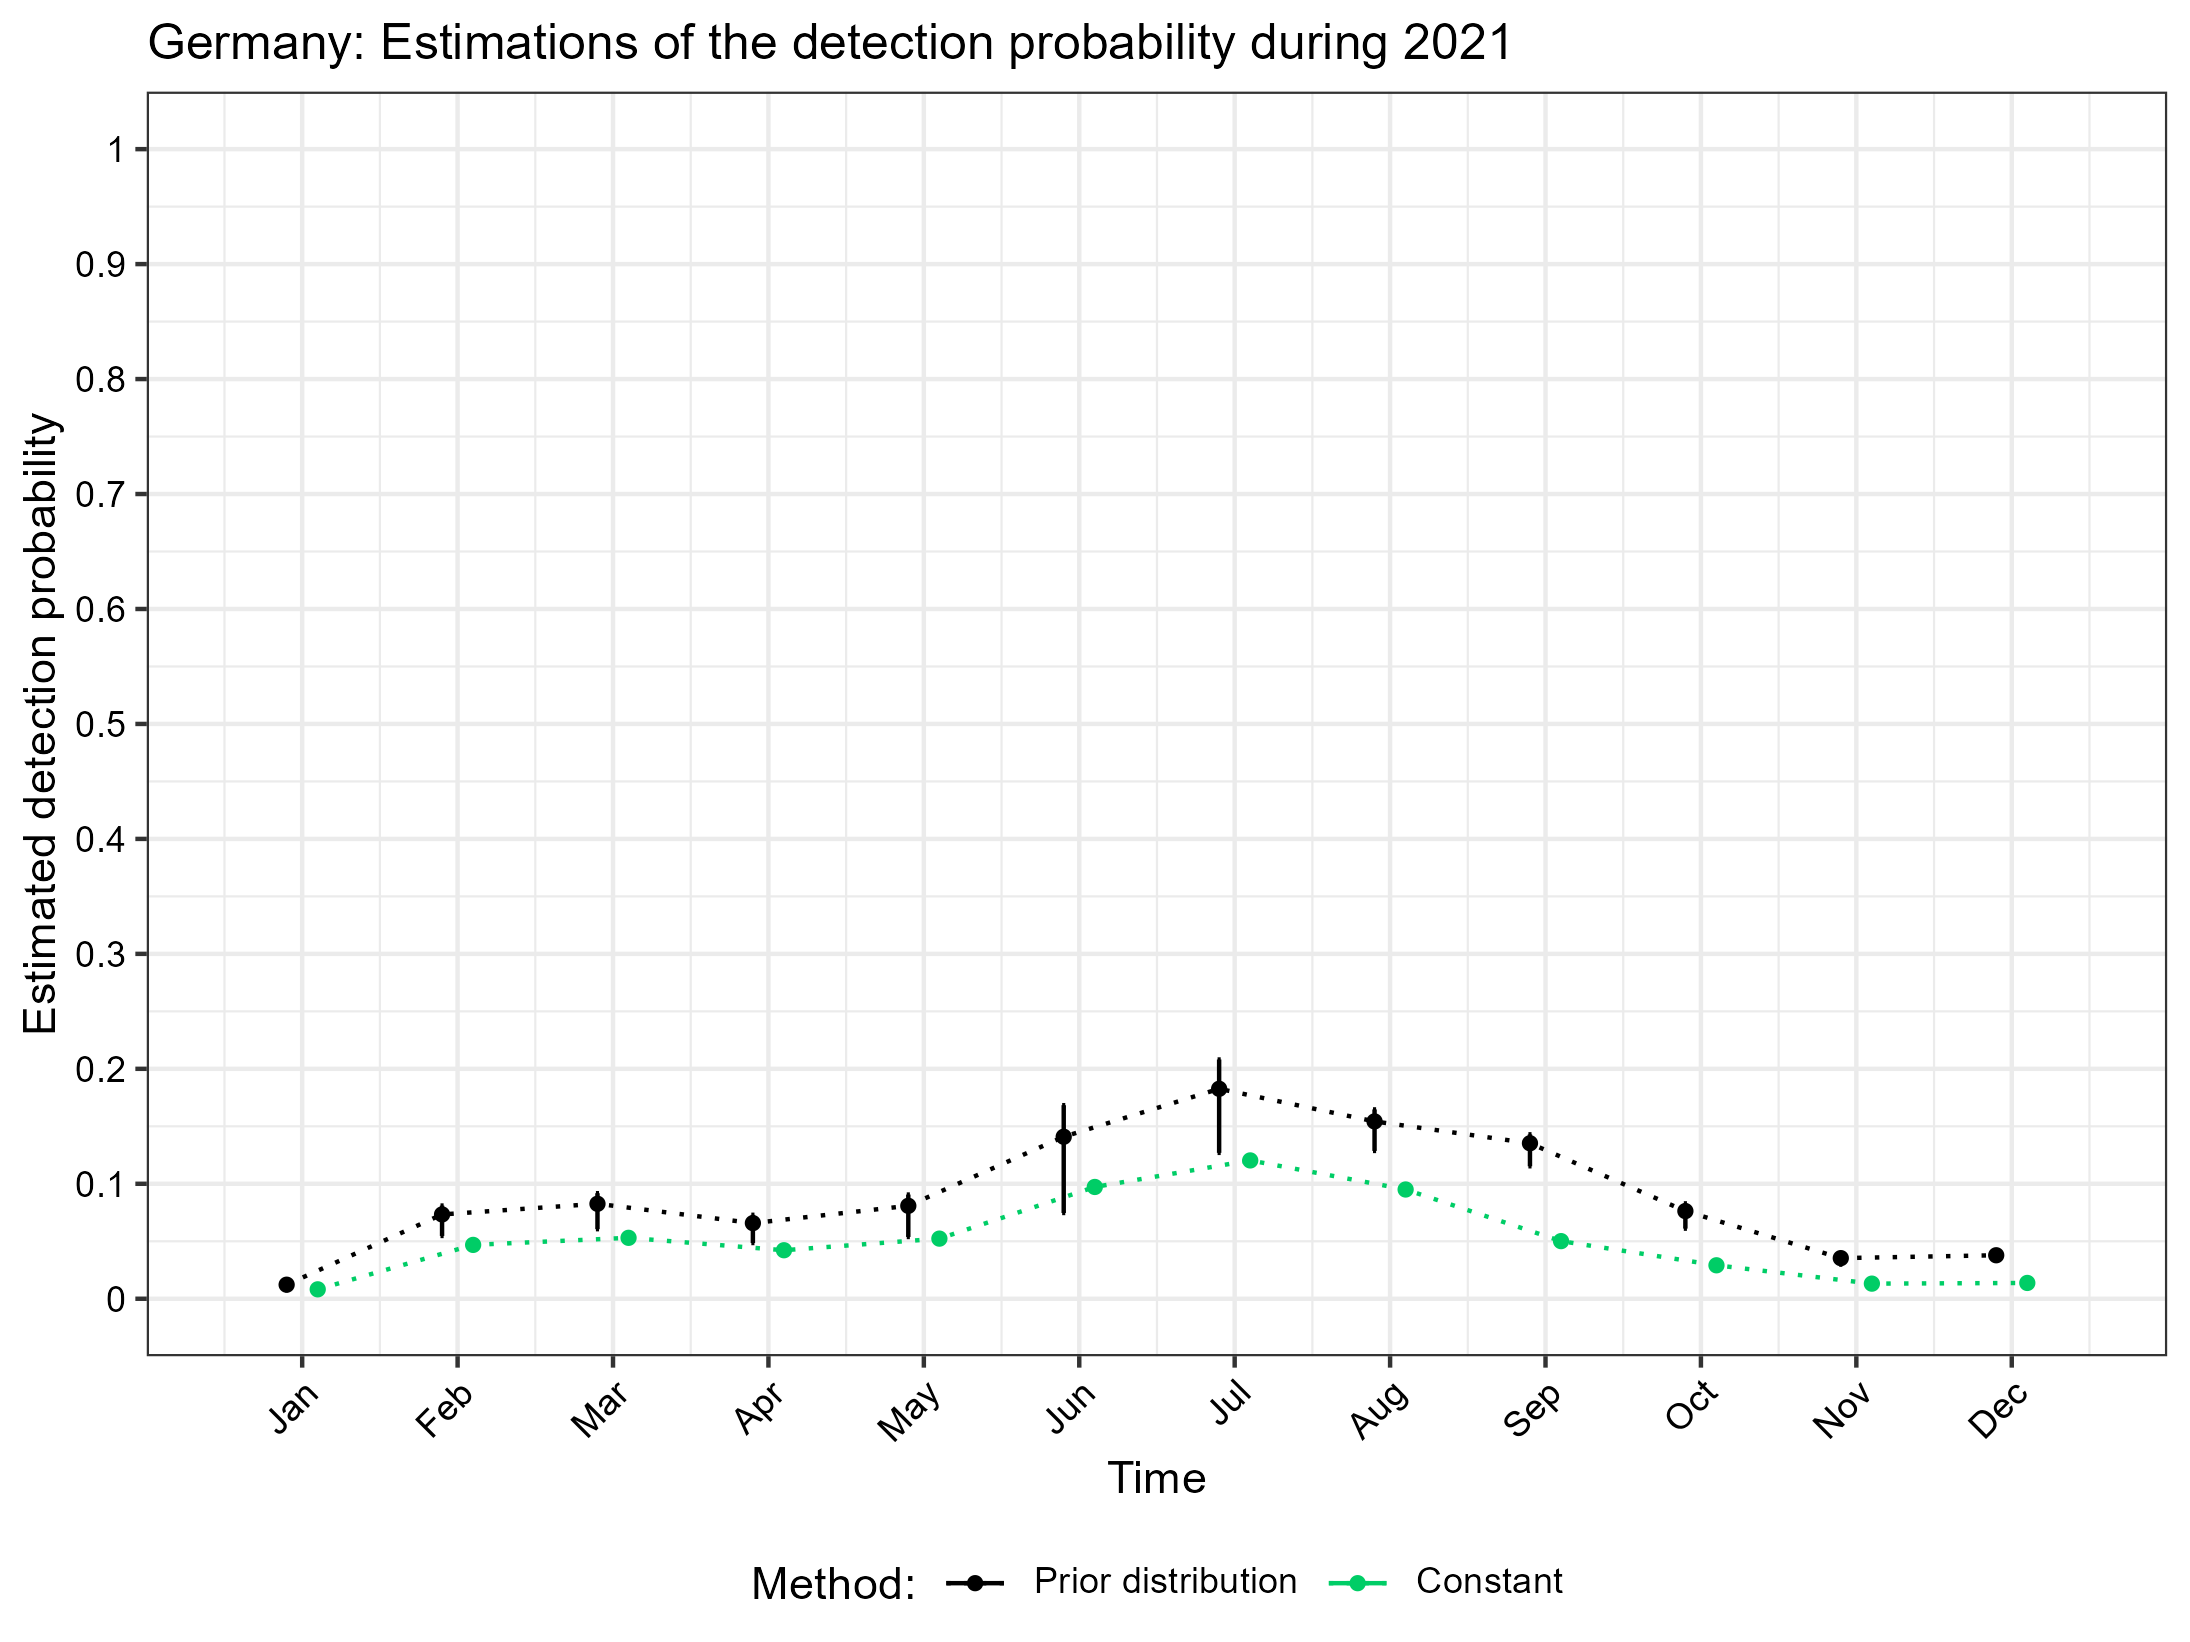 Germany: Estimations of the detection probability during 2021
Estimated detection probability
1
0.9
0.8
0.7
0.6
0.5
0.4
0.3
0.2
0.1
0
Jan Feb Mar Apr May Jun Jul Aug Sep Oct Nov Dec
Time
Method: Prior distribution Constant